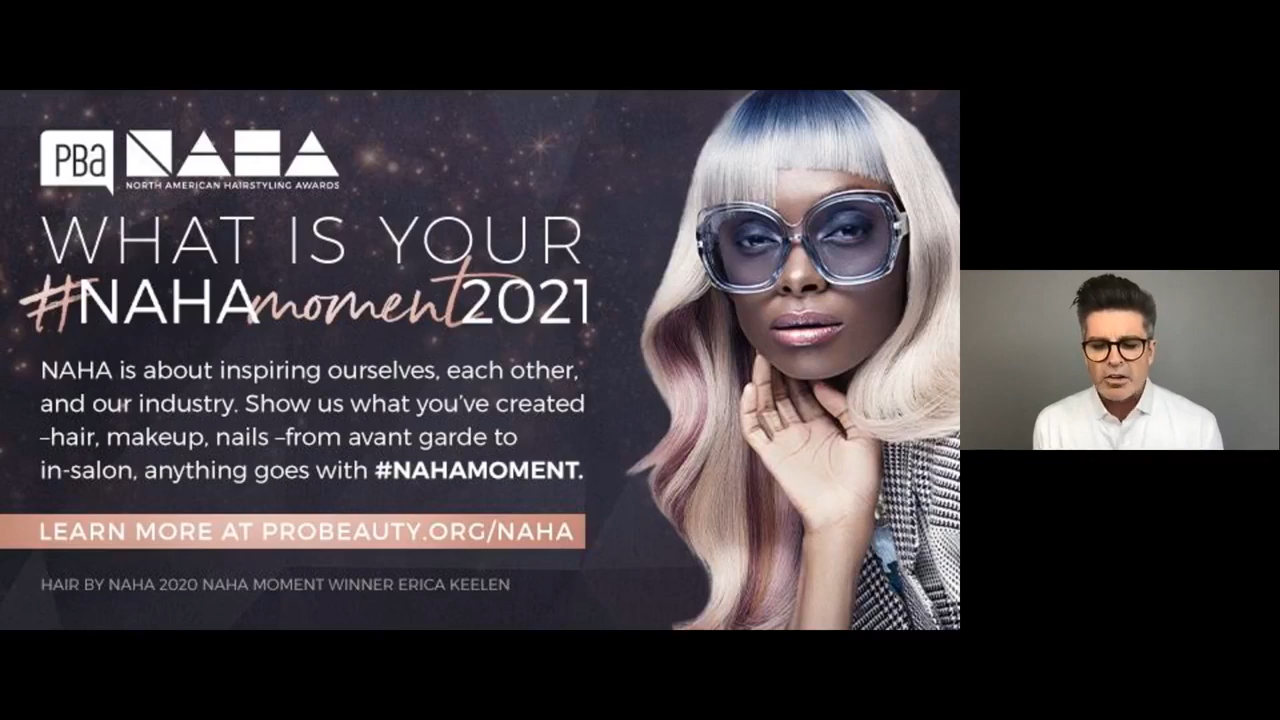 PBa NAHA
NORTH AMERICAN HAIRSTYLING AWARDS
WHAT IS YOUR
#NAHAmoment2021
NAHA is about inspiring ourselves, each other,
and our industry. Show us what you've created
–hair, makeup, nails –from avant garde to
in-salon, anything goes with #NAHAMOMENT.
LEARN MORE AT PROBEAUTY.ORG/NAHA
HAIR BY NAHA 2020 NAHA MOMENT WINNER ERICA KEELEN